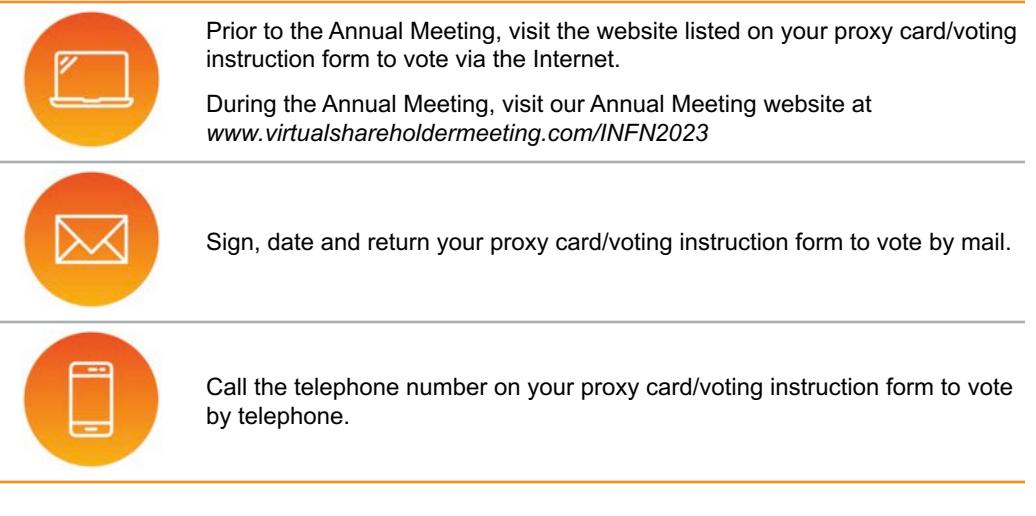 Prior to the Annual Meeting, visit the website listed on your proxy card/voting
instruction form to vote via the Internet.
During the Annual Meeting, visit our Annual Meeting website at
www.virtualshareholdermeeting.com/INFN2023
Sign, date and return your proxy card/voting instruction form to vote by mail.
Call the telephone number on your proxy card/voting instruction form to vote
by telephone.